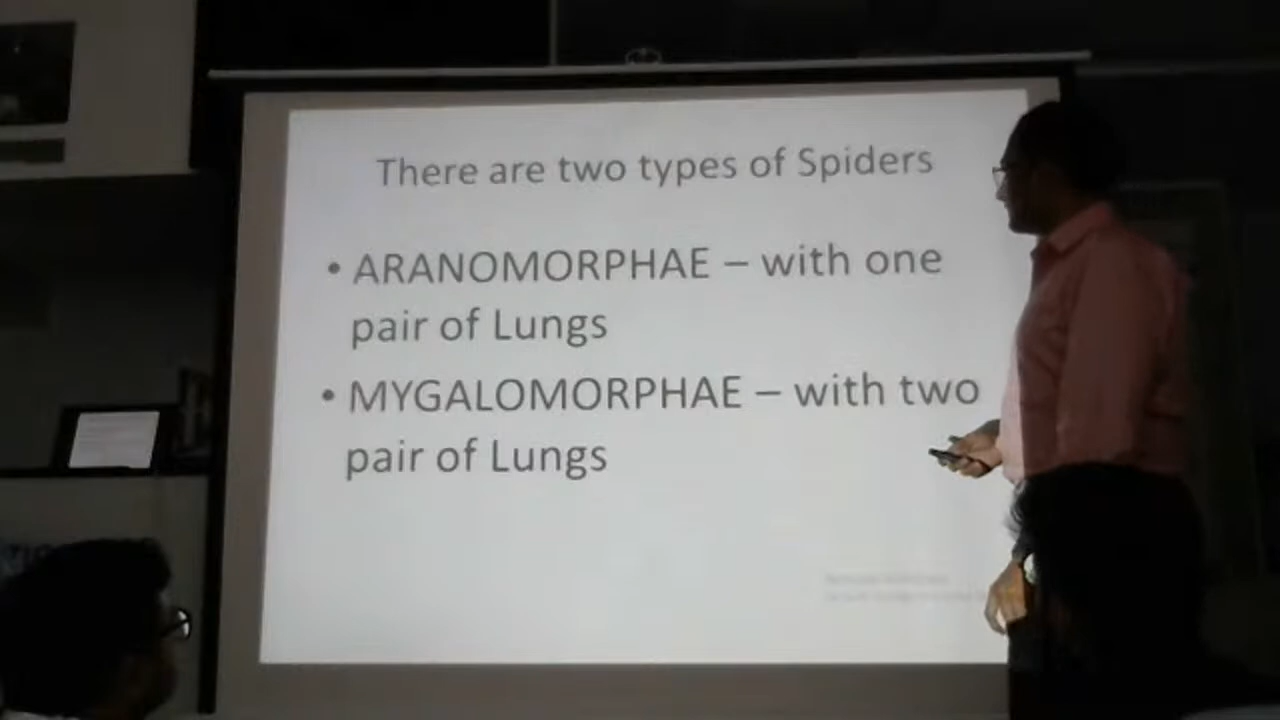 There are two types of Spiders
• ARANOMORPHAE – with one
pair of Lungs
• MYGALOMORPHAE – with two
pair of Lungs